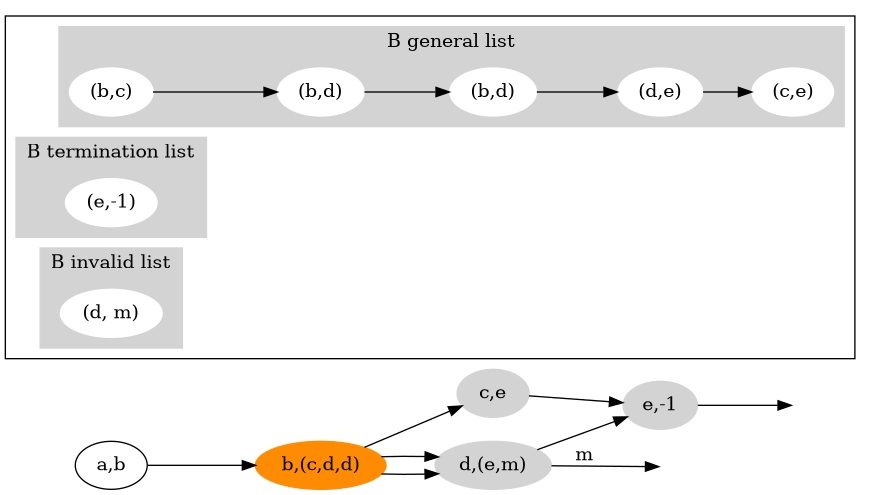 B general list
(b,c) (b,d) (b,d) (d,e) (c,e)
B termination list
(e,-1)
B invalid list
(d, m)
c,e
e,-1
a,b
b,(c,d,d)
d,(e,m)
m